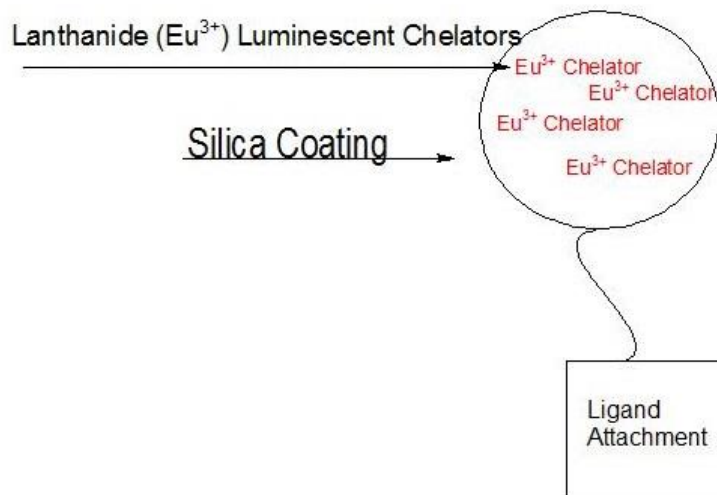 Lanthanide (Eu³⁺) Luminescent Chelators
Eu³⁺ Chelator
Eu³⁺ Chelator
Eu³⁺ Chelator
Silica Coating
Eu³⁺ Chelator
Ligand
Attachment